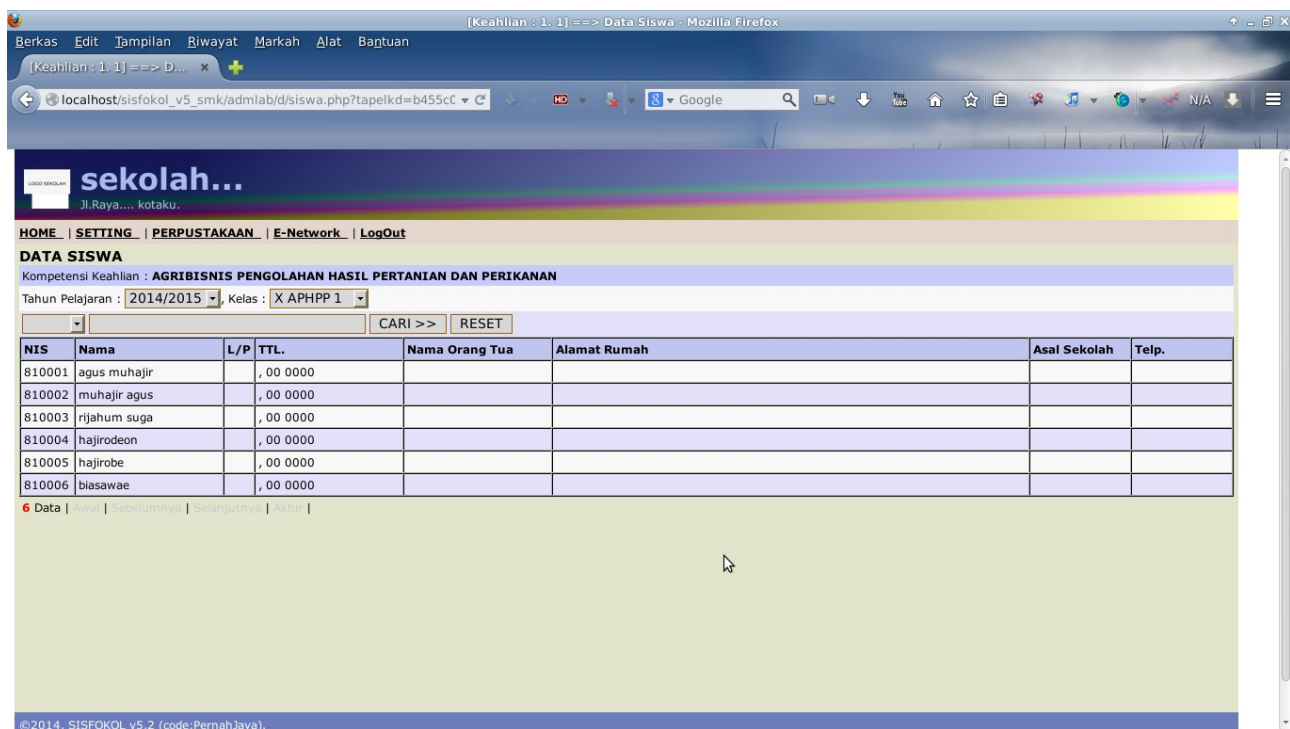 [Keahlian : 1. 1] ==> Data Siswa - Mozilla Firefox
Berkas Edit Tampilan Riwayat Markah Alat Bantuan
[Keahlian : 1. 1] ==> D...
localhost/sisfokol_v5_smk/admlab/d/siswa.php?tapelkd=b455c Google N/A
LOGO SEKOLAH
sekolah...
Jl.Raya.... kotaku.
HOME | SETTING | PERPUSTAKAAN | E-Network | LogOut
DATA SISWA
Kompetensi Keahlian : AGRIBISNIS PENGOLAHAN HASIL PERTANIAN DAN PERIKANAN
Tahun Pelajaran : 2014/2015 , Kelas : X APHPP 1
CARI >> RESET
NIS Nama L/P TTL. Nama Orang Tua Alamat Rumah Asal Sekolah Telp.
810001 agus muhajir , 00 0000
810002 muhajir agus , 00 0000
810003 rijahum suga , 00 0000
810004 hajirodeon , 00 0000
810005 hajirobe , 00 0000
810006 biasawae , 00 0000
6 Data | Awal | Sebelumnya | Selanjutnya | Akhir |
©2014. SISFOKOL v5.2 (code:PernahJaya).